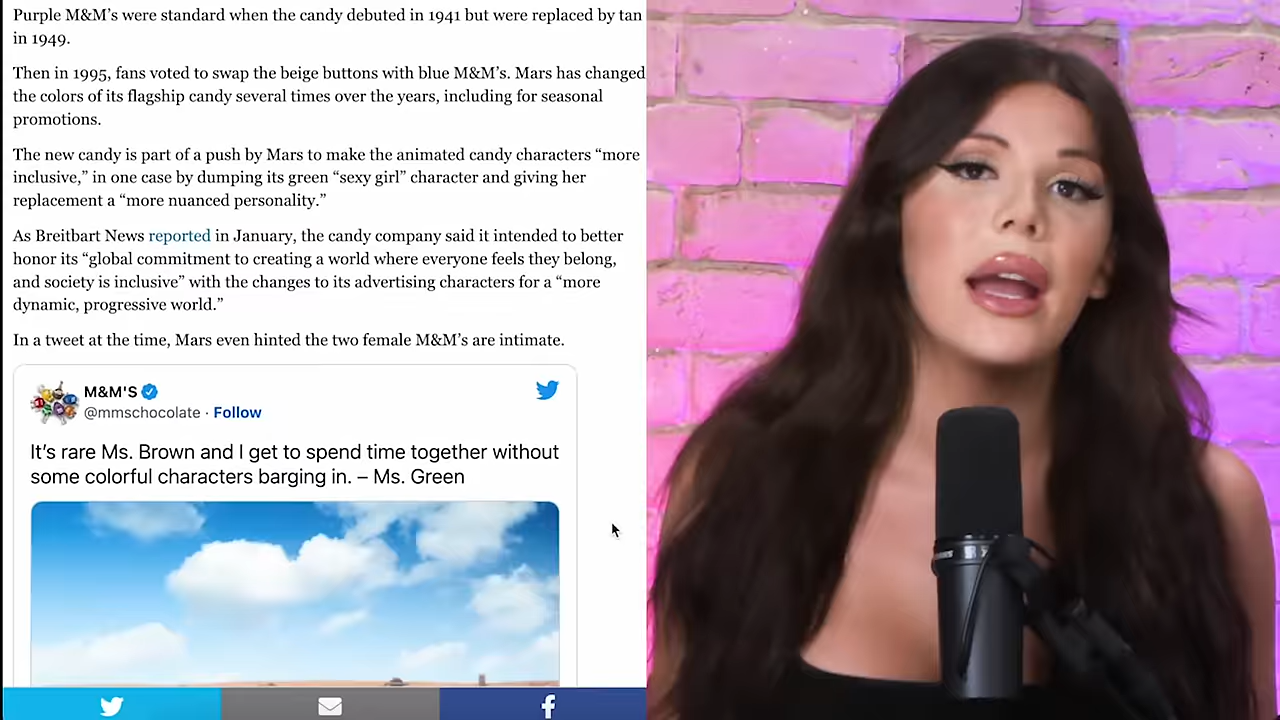 Purple M&M’s were standard when the candy debuted in 1941 but were replaced by tan
in 1949.
Then in 1995, fans voted to swap the beige buttons with blue M&M’s. Mars has changed
the colors of its flagship candy several times over the years, including for seasonal
promotions.
The new candy is part of a push by Mars to make the animated candy characters “more
inclusive,” in one case by dumping its green “sexy girl” character and giving her
replacement a “more nuanced personality.”
As Breitbart News reported in January, the candy company said it intended to better
honor its “global commitment to creating a world where everyone feels they belong,
and society is inclusive” with the changes to its advertising characters for a “more
dynamic, progressive world.”
In a tweet at the time, Mars even hinted the two female M&M’s are intimate.
M&M'S
@mmschocolate · Follow
It’s rare Ms. Brown and I get to spend time together without
some colorful characters barging in. – Ms. Green